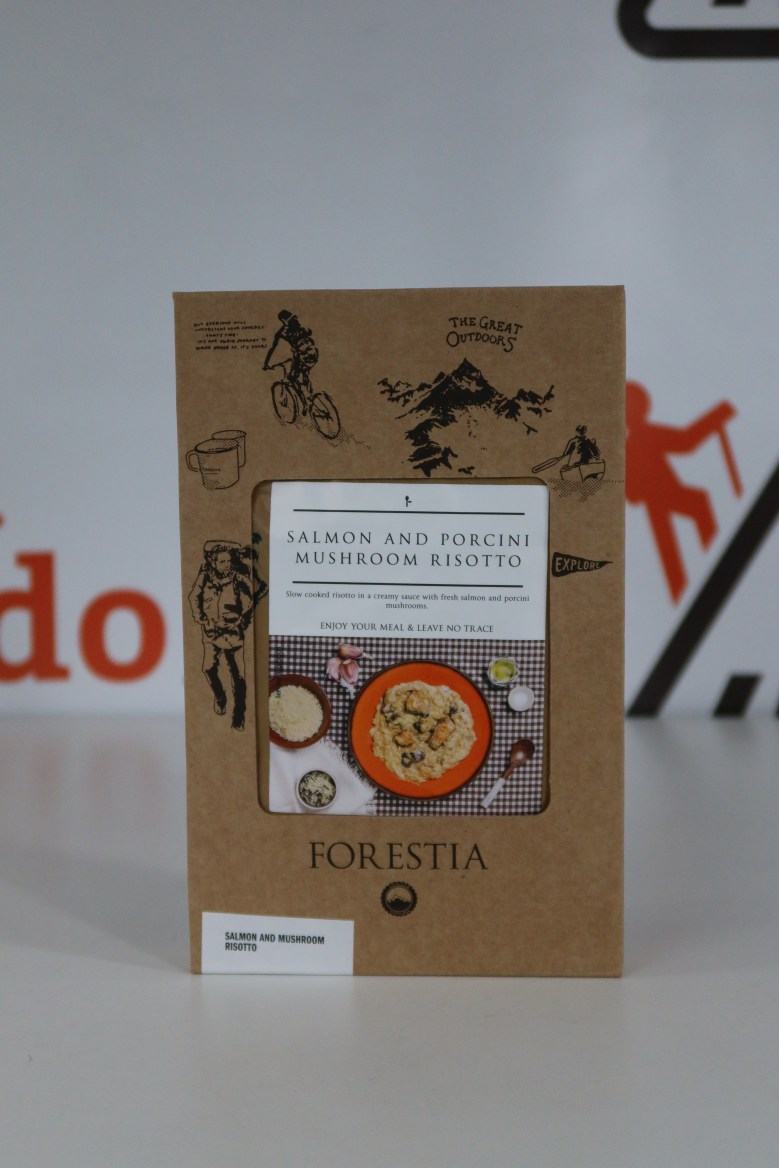 THE GREAT
OUTDOORS
SALMON AND PORCINI
MUSHROOM RISOTTO
EXPLORE
Slow cooked risotto in a creamy sauce with fresh salmon and porcini
mushrooms.
ENJOY YOUR MEAL & LEAVE NO TRACE
do
FORESTIA
SALMON AND MUSHROOM
RISOTTO